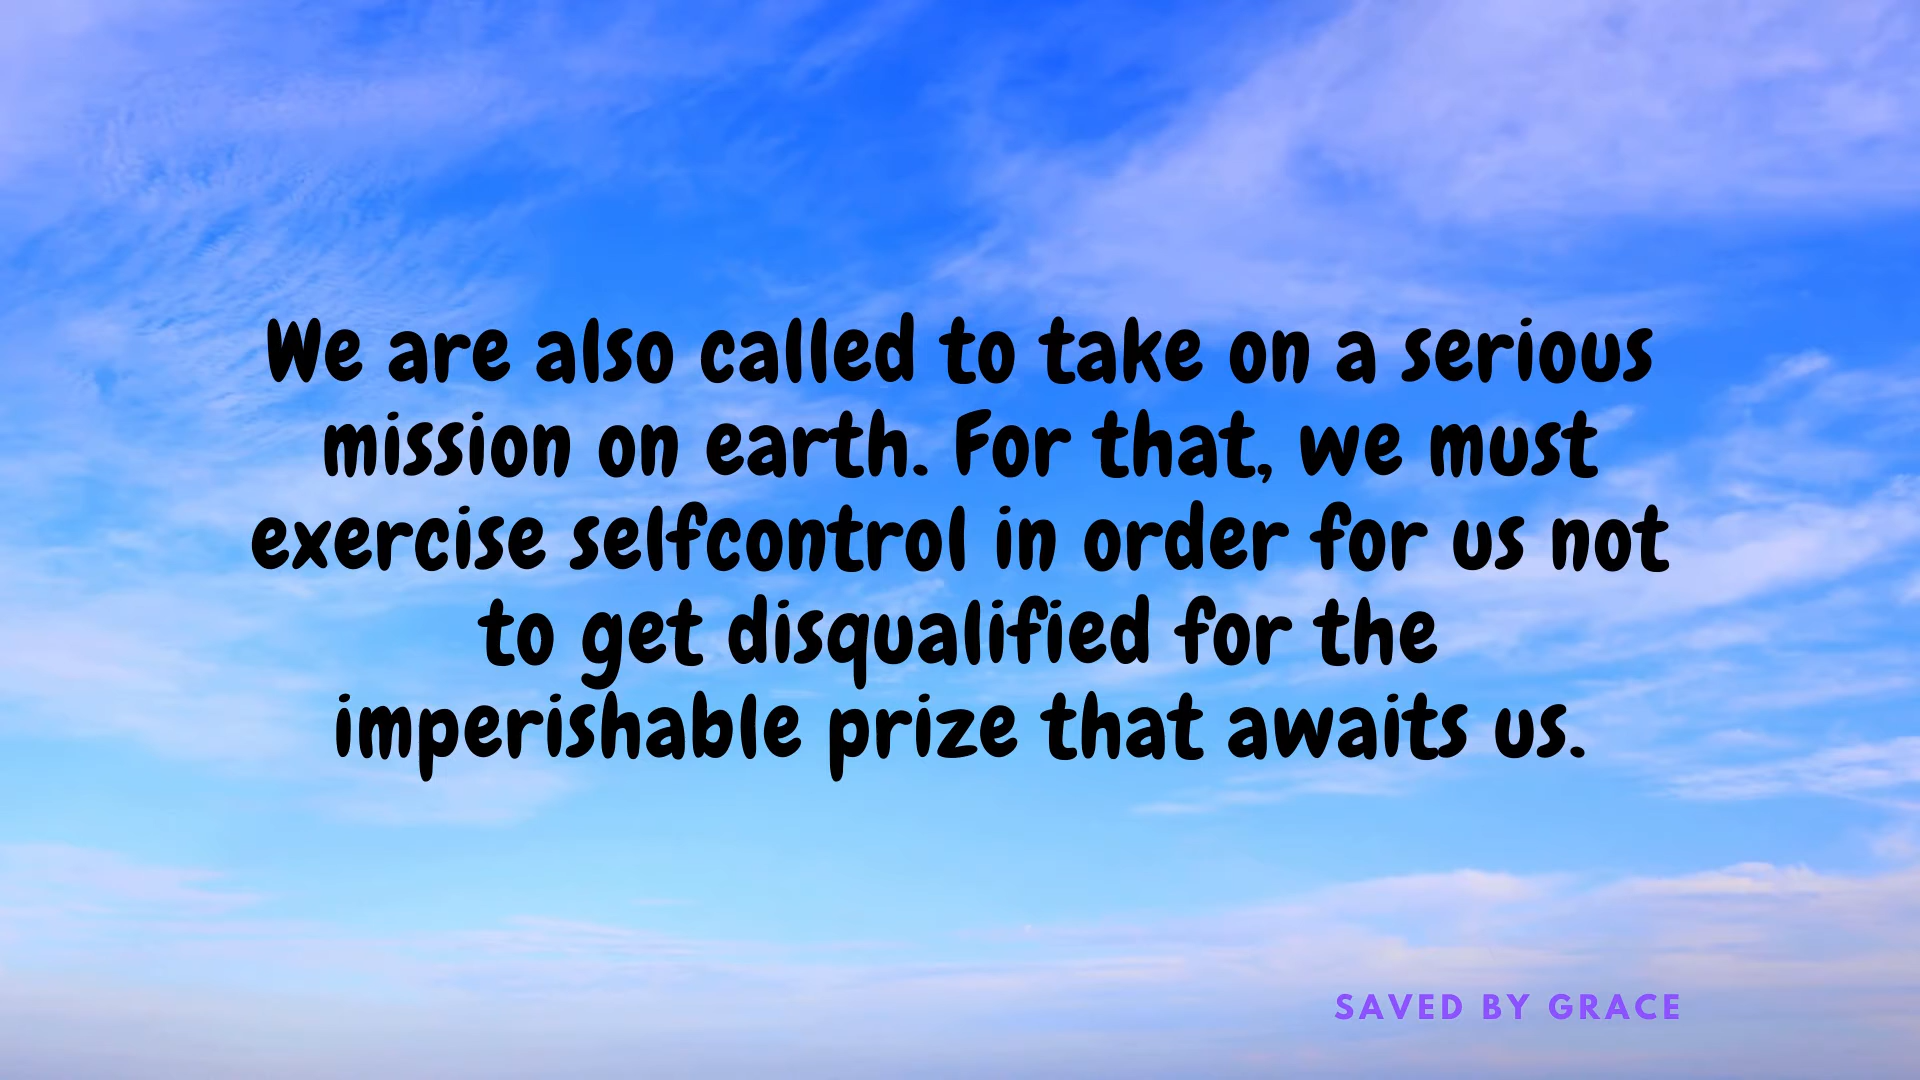 We are also called to take on a serious
mission on earth. For that, we must
exercise selfcontrol in order for us not
to get disqualified for the
imperishable prize that awaits us.
SAVED BY GRACE